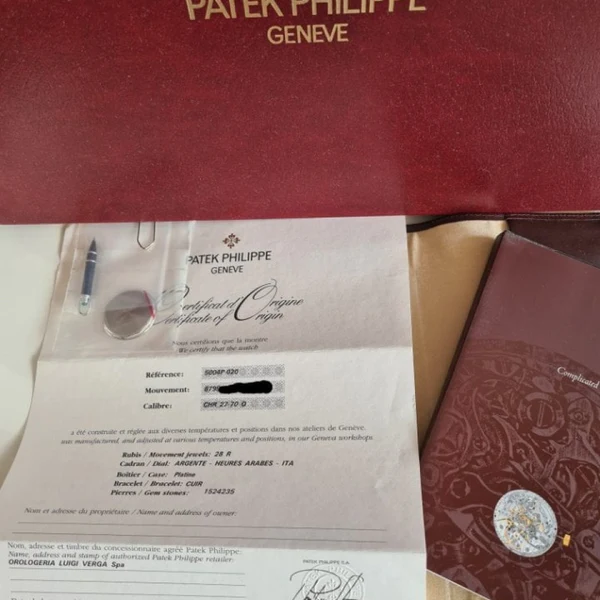 PATEK PHILIPPE
GENEVE
PATEK PHILIPPE
GENEVE
Certificat d'Origine
Certificate of Origin
Nous certifions que la montre
We certify that the watch
Référence: 5004P-020
Mouvement: 879
Calibre: CHR 27-70 Q
a été construite et réglée aux diverses températures et positions dans nos ateliers de Genève.
was manufactured, and adjusted at various temperatures and positions, in our Geneva workshops
Rubis / Movement jewels: 28 R
Cadran / Dial: ARGENTE - HEURES ARABES - ITA
Boîtier / Case: Platine
Bracelet / Bracelet: CUIR
Pierres / Gem stones: 1524235
Nom et adresse du propriétaire / Name and address of owner:
Nom, adresse et timbre du concessionnaire agréé Patek Philippe:
Name, address and stamp of authorized Patek Philippe retailer:
OROLOGERIA LUIGI VERGA Spa
PATEK PHILIPPE S.A.
Complicated